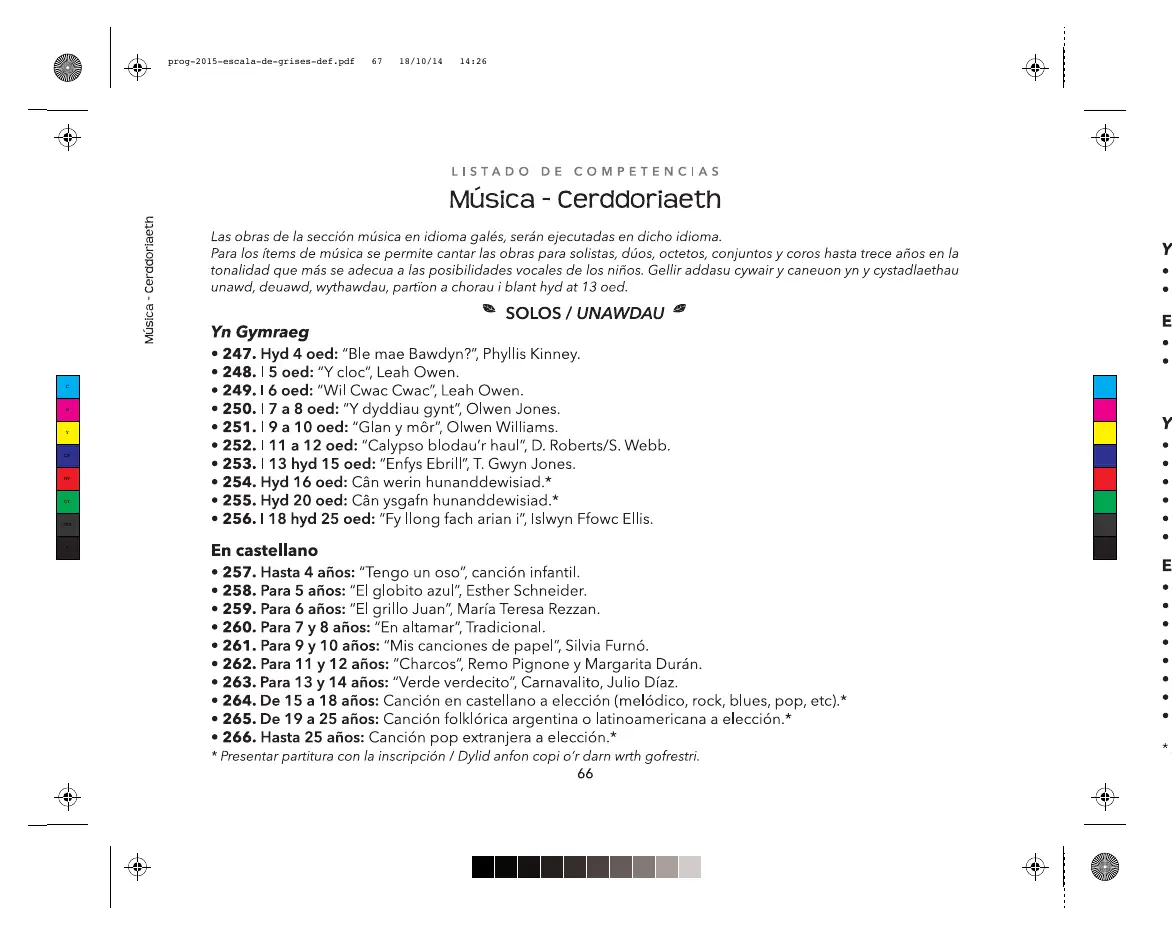 prog-2015-escala-de-grises-def.pdf 67 18/10/14 14:26
LISTADO DE COMPETENCIAS
Música - Cerddoriaeth
Música - Cerddoriaeth
Las obras de la sección música en idioma galés, serán ejecutadas en dicho idioma.
Para los ítems de música se permite cantar las obras para solistas, dúos, octetos, conjuntos y coros hasta trece años en la
tonalidad que más se adecua a las posibilidades vocales de los niños. Gellir addasu cywair y caneuon yn y cystadlaethau
unawd, deuawd, wythawdau, partïon a chorau i blant hyd at 13 oed.
SOLOS / UNAWDAU
Yn Gymraeg
• 247. Hyd 4 oed: “Ble mae Bawdyn?”, Phyllis Kinney.
• 248. I 5 oed: “Y cloc”, Leah Owen.
• 249. I 6 oed: “Wil Cwac Cwac”, Leah Owen.
• 250. I 7 a 8 oed: “Y dyddiau gynt”, Olwen Jones.
• 251. I 9 a 10 oed: “Glan y môr”, Olwen Williams.
• 252. I 11 a 12 oed: “Calypso blodau’r haul”, D. Roberts/S. Webb.
• 253. I 13 hyd 15 oed: “Enfys Ebrill”, T. Gwyn Jones.
• 254. Hyd 16 oed: Cân werin hunanddewisiad.*
• 255. Hyd 20 oed: Cân ysgafn hunanddewisiad.*
• 256. I 18 hyd 25 oed: “Fy llong fach arian i”, Islwyn Ffowc Ellis.
En castellano
• 257. Hasta 4 años: “Tengo un oso”, canción infantil.
• 258. Para 5 años: “El globito azul”, Esther Schneider.
• 259. Para 6 años: “El grillo Juan”, María Teresa Rezzan.
• 260. Para 7 y 8 años: “En altamar”, Tradicional.
• 261. Para 9 y 10 años: “Mis canciones de papel”, Silvia Furnó.
• 262. Para 11 y 12 años: “Charcos”, Remo Pignone y Margarita Durán.
• 263. Para 13 y 14 años: “Verde verdecito”, Carnavalito, Julio Díaz.
• 264. De 15 a 18 años: Canción en castellano a elección (melódico, rock, blues, pop, etc).*
• 265. De 19 a 25 años: Canción folklórica argentina o latinoamericana a elección.*
• 266. Hasta 25 años: Canción pop extranjera a elección.*
* Presentar partitura con la inscripción / Dylid anfon copi o’r darn wrth gofrestri.
66